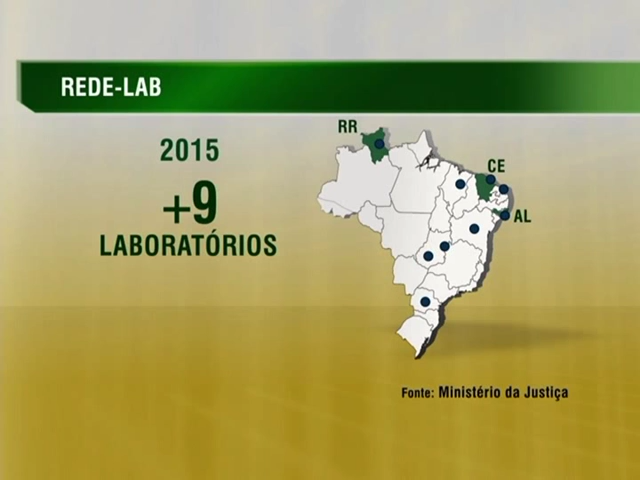 REDE-LAB
2015
+9
LABORATÓRIOS
RR
CE
AL
Fonte: Ministério da Justiça